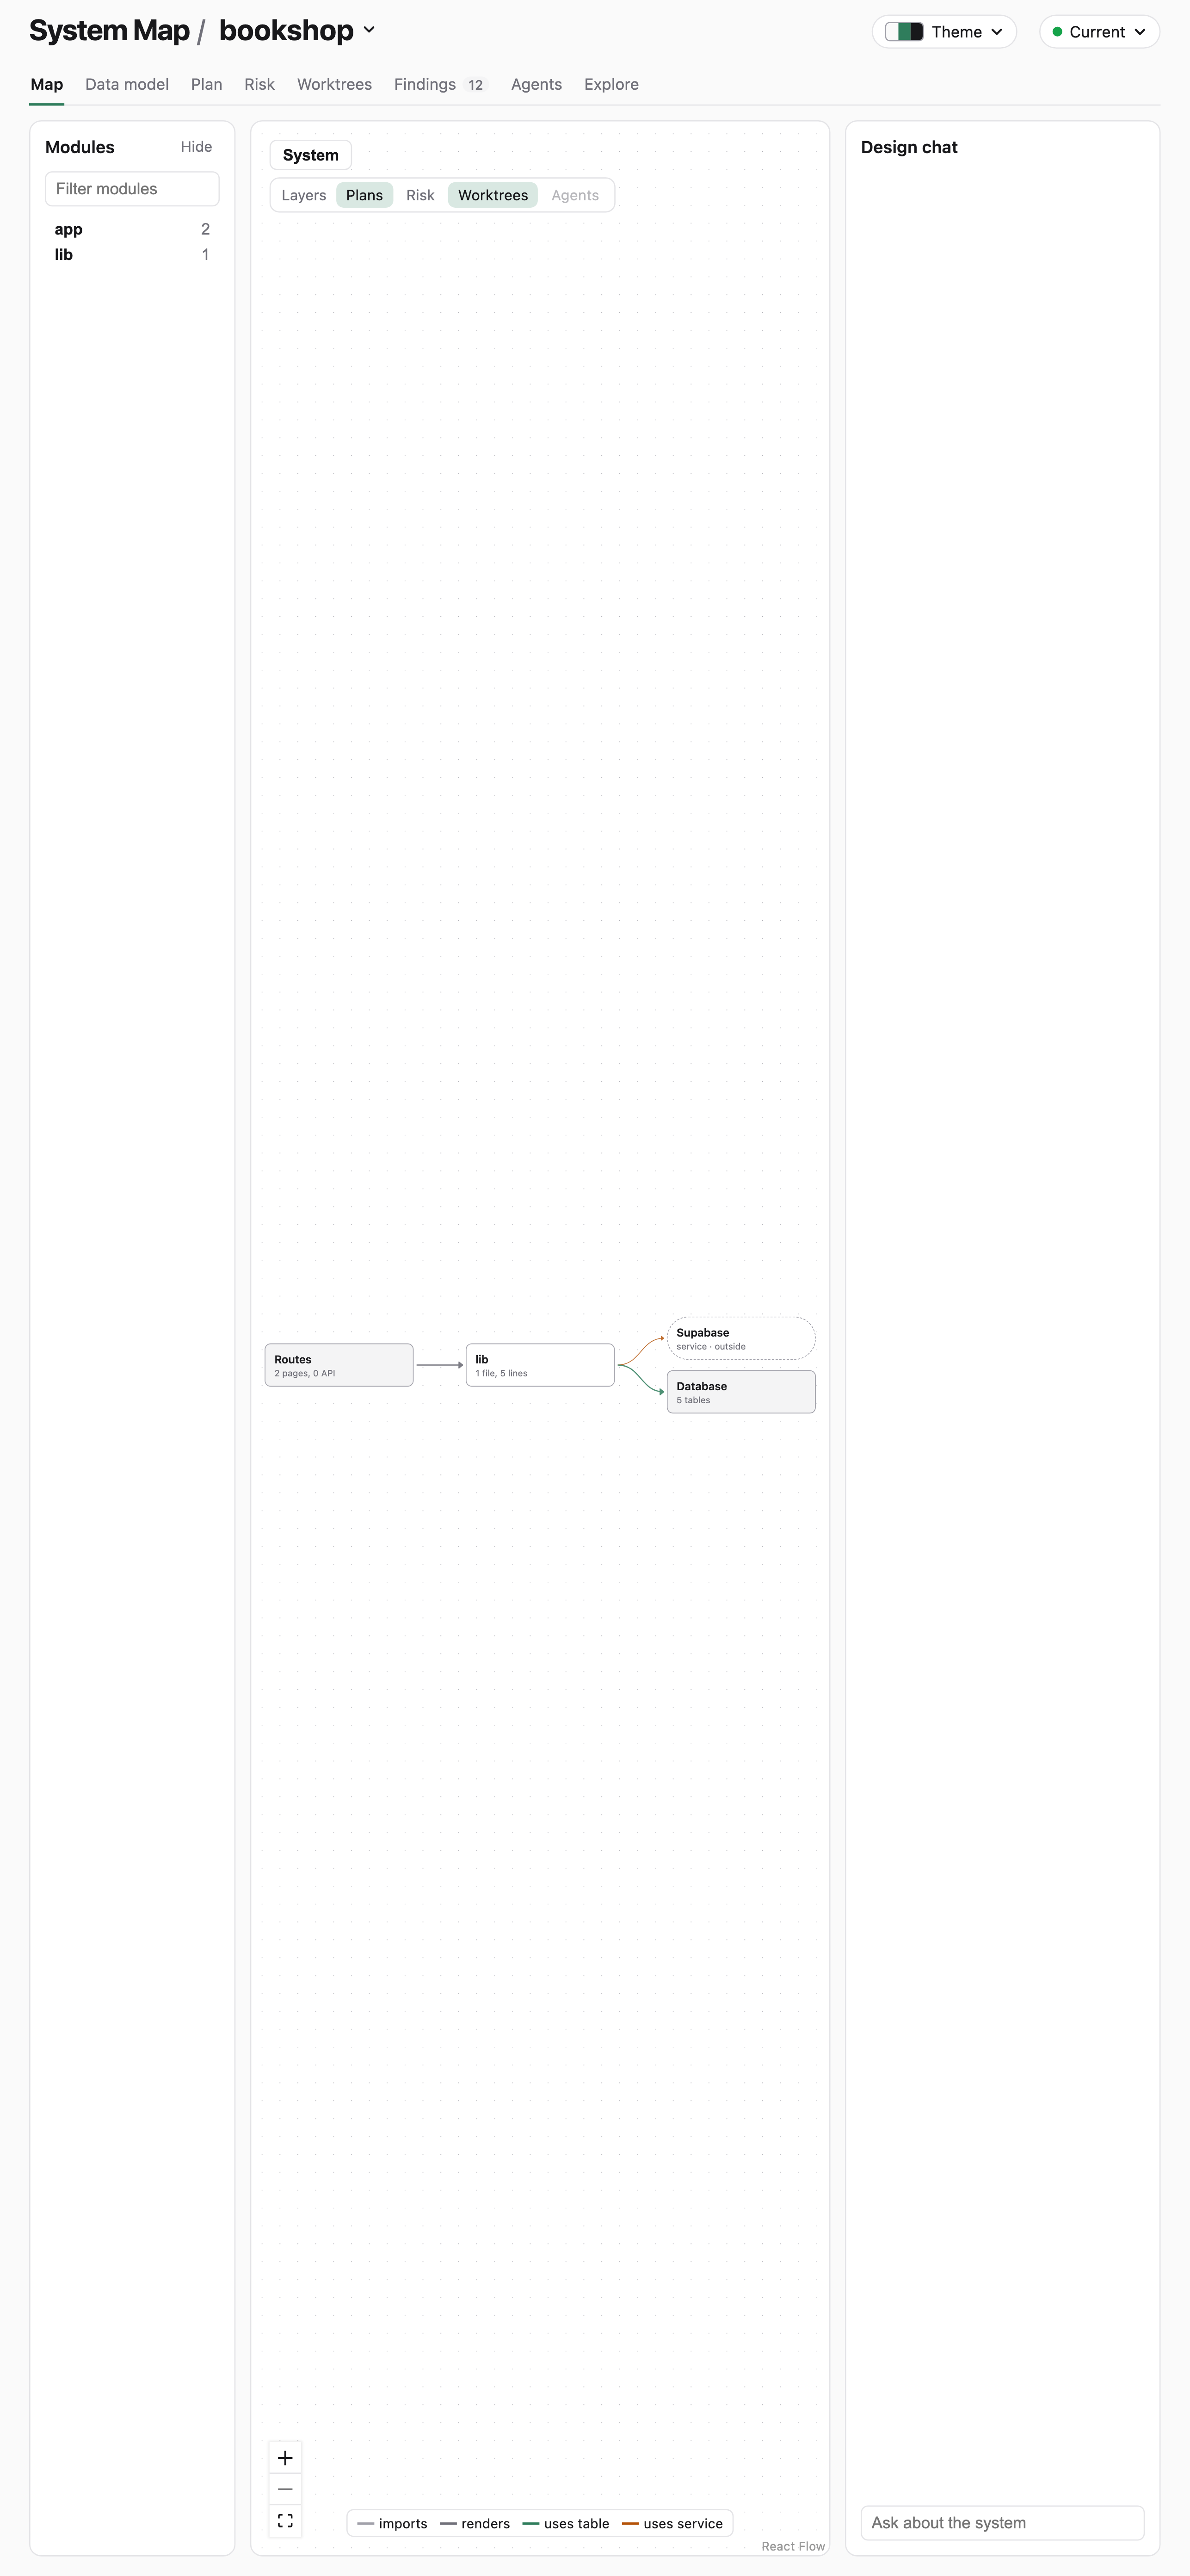 System Map / bookshop
Theme
Current
Map
Data model
Plan
Risk
Worktrees
Findings 12
Agents
Explore
Modules
Hide
Filter modules
app 2
lib 1
System
Layers
Plans
Risk
Worktrees
Agents
Routes
2 pages, 0 API
lib
1 file, 5 lines
Supabase
service · outside
Database
5 tables
imports
renders
uses table
uses service
React Flow
Design chat
Ask about the system